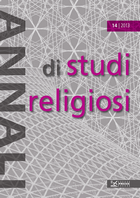 ANNALI
14 | 2013
di studi
religiosi